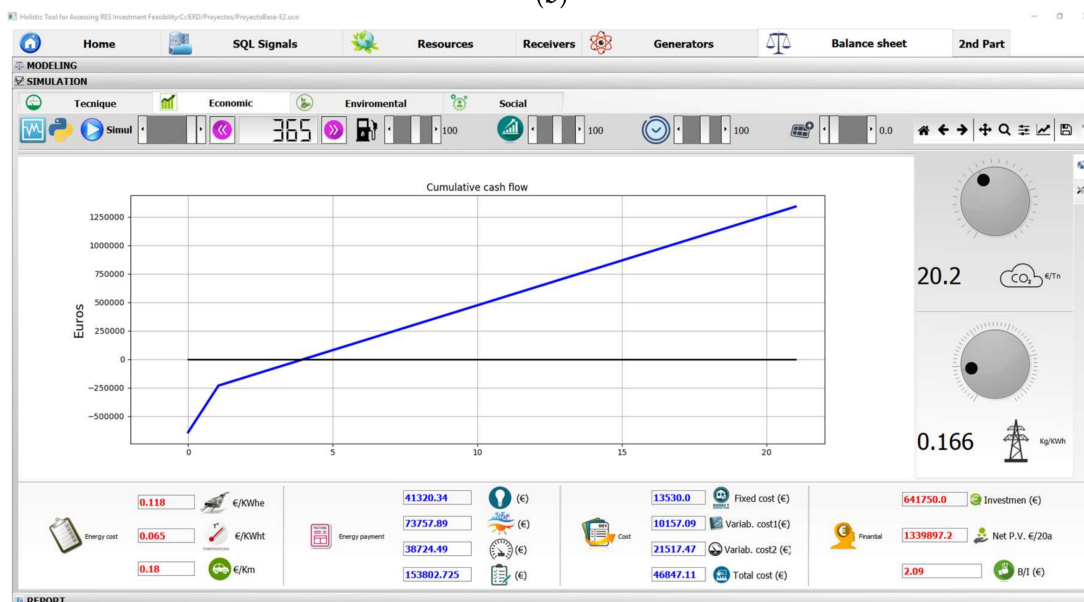 (b)
Holistic Tool for Assessing RES Investment Feasibility:C:/ERD/Proyectos/ProyectoBase-E2.uco
Home SQL Signals Resources Receivers Generators Balance sheet 2nd Part
MODELING
SIMULATION
Tecnique Economic Enviromental Social
Simul 365 100 100 100 0.0
Cumulative cash flow
1250000
1000000
750000
500000
250000
0
−250000
−500000
Euros
0 5 10 15 20
20.2 CO2 €/Tn
0.166 Kg/KWh
0.118 €/KWhe 41320.34 (€) 13530.0 Fixed cost (€) 641750.0 Investmen (€)
73757.89 (€) 10157.09 Variab. cost1(€)
Energy cost 0.065 €/KWht Energy payment Cost Finantial 1339897.2 Net P.V. €/20a
38724.49 (€) 21517.47 Variab. cost2 (€)
0.18 €/Km 153802.725 (€) 46847.11 Total cost (€) 2.09 B/I (€)
REPORT